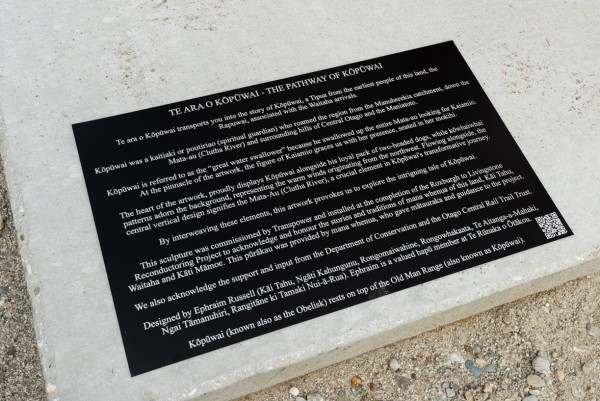 TE ARA O KŌPŪWAI - THE PATHWAY OF KŌPŪWAI
Te ara o Kōpūwai transports you into the story of Kōpūwai, a Tipua from the earliest people of this land, the
Rapuwai, associated with the Waitaha arrivals.
Kōpūwai was a kaitiaki or poutiriao (spiritual guardian) who roamed the region from the Manuherekia catchment, down the
Mata-au (Clutha River) and surrounding hills of Central Otago and the Maniatoto.
Kōpūwai is referred to as the "great water swallower" because he swallowed up the entire Mata-au looking for Kaiamio.
At the pinnacle of the artwork, the figure of Kaiamio graces us with her presence, seated in her mōkihi.
The heart of the artwork, proudly displays Kōpūwai alongside his loyal pack of two-headed dogs, while kōwhaiwhai
patterns adorn the background, representing the warm winds originating from the northwest. Flowing alongside, the
central vertical design signifies the Mata-Au (Clutha River), a crucial element in Kōpūwai's transformative journey.
By interweaving these elements, this artwork provokes us to explore the intriguing tale of Kōpūwai.
This sculpture was commissioned by Transpower and installed at the completion of the Roxburgh to Livingstone
Reconductoring Project to acknowledge and honour the stories and traditions of mana whenua of this land, Kāi Tahu,
Waitaha and Kāti Māmoe. This pūrākau was provided by mana whenua, who gave mātauraka and guidance to the project.
We also acknowledge the support and input from the Department of Conservation and the Otago Central Rail Trail Trust.
Designed by Ephraim Russell (Kāi Tahu, Ngāti Kahungunu, Rongomaiwahine, Rongowhakaata, Te Aitanga-a-Mahaki,
Ngai Tāmanuhiri, Rangitāne ki Tamaki Nui-ā-Rua). Ephraim is a valued hapū member at Te Rūnaka o Ōtākou.
Kōpūwai (known also as the Obelisk) rests on top of the Old Man Range (also known as Kōpūwai).